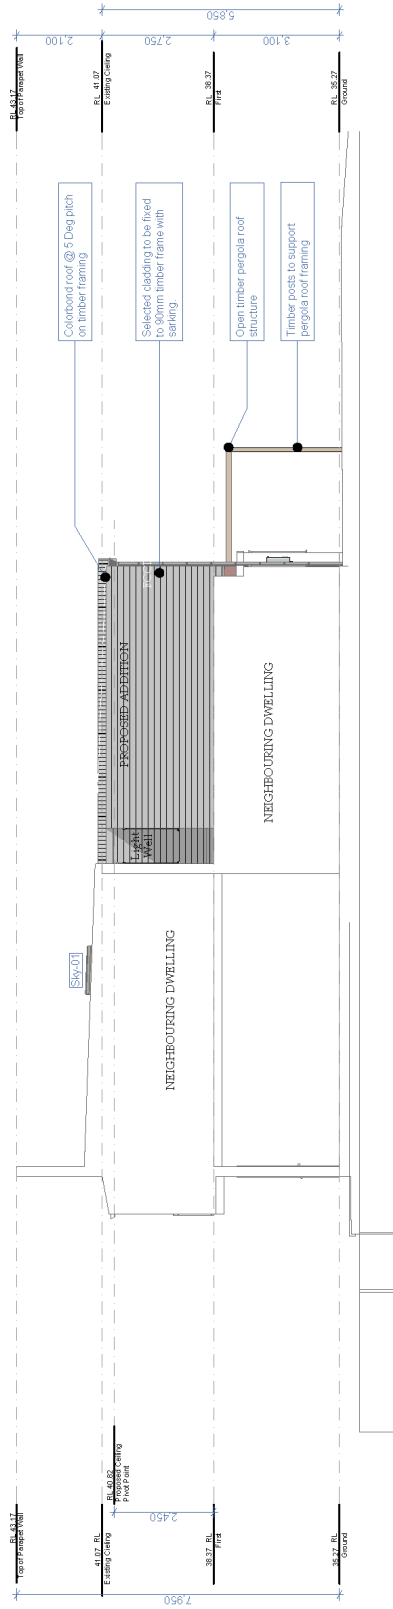 5,850
2,100
2,750
3,100
RL 43.17
Top of Parapet Wall
RL 41.07
Existing Cieling
RL 38.37
First
RL 35.27
Ground
Colorbond roof @ 5 Deg pitch
on timber framing
Selected cladding to be fixed
to 90mm timber frame with
sarking
Open timber pergola roof
structure
Timber posts to support
pergola roof framing
PROPOSED ADDITION
NEIGHBOURING DWELLING
Light
Well
Sky-01
NEIGHBOURING DWELLING
RL 40.82
Proposed Ceiling
Pivot Point
RL 43.17
Top of Parapet Wall
41.07 RL
Existing Cieling
38.37 RL
First
35.27 RL
Ground
2,450
7,950